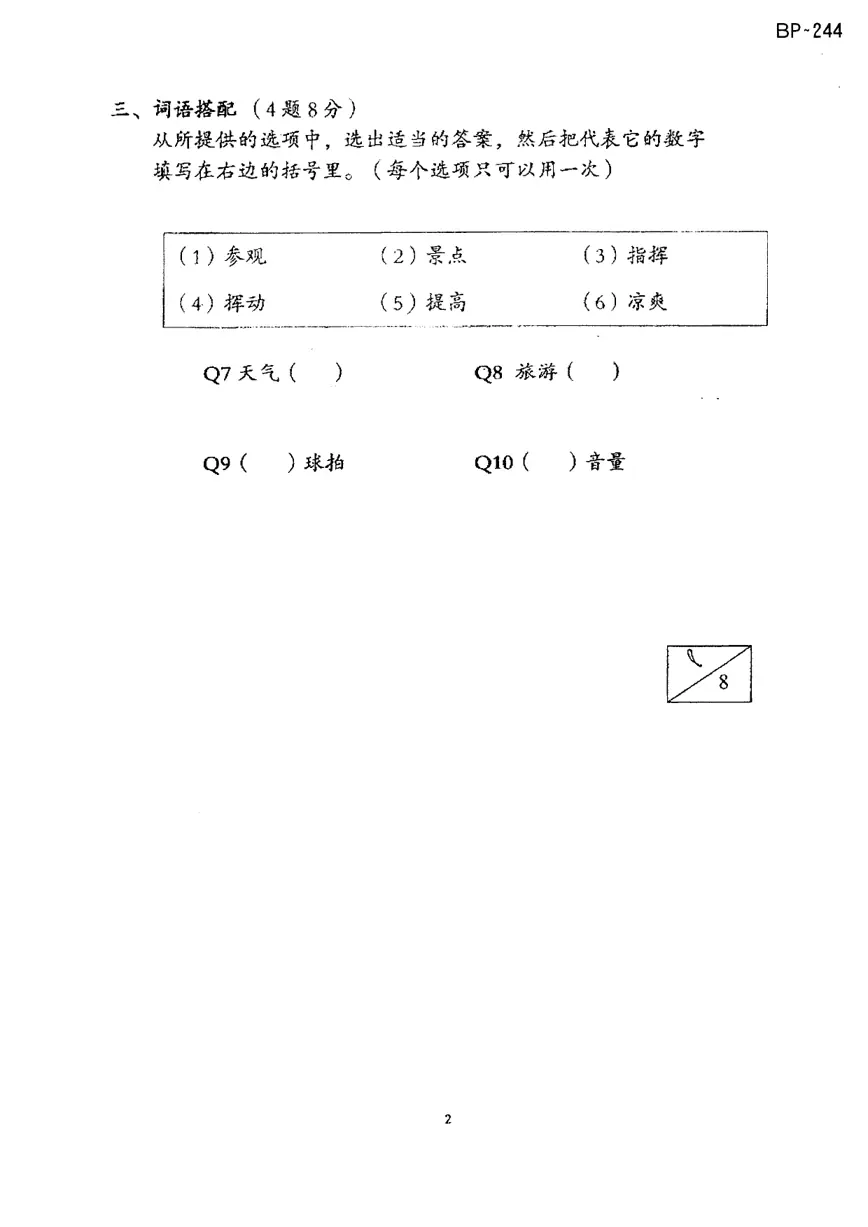 BP-244
三、词语搭配（4题8分）
从所提供的选项中，选出适当的答案，然后把代表它的数字
填写在右边的括号里。（每个选项只可以用一次）
（1）参观 （2）景点 （3）指挥
（4）挥动 （5）提高 （6）凉爽
Q7 天气（ ） Q8 旅游（ ）
Q9（ ）球拍 Q10（ ）音量
8
2